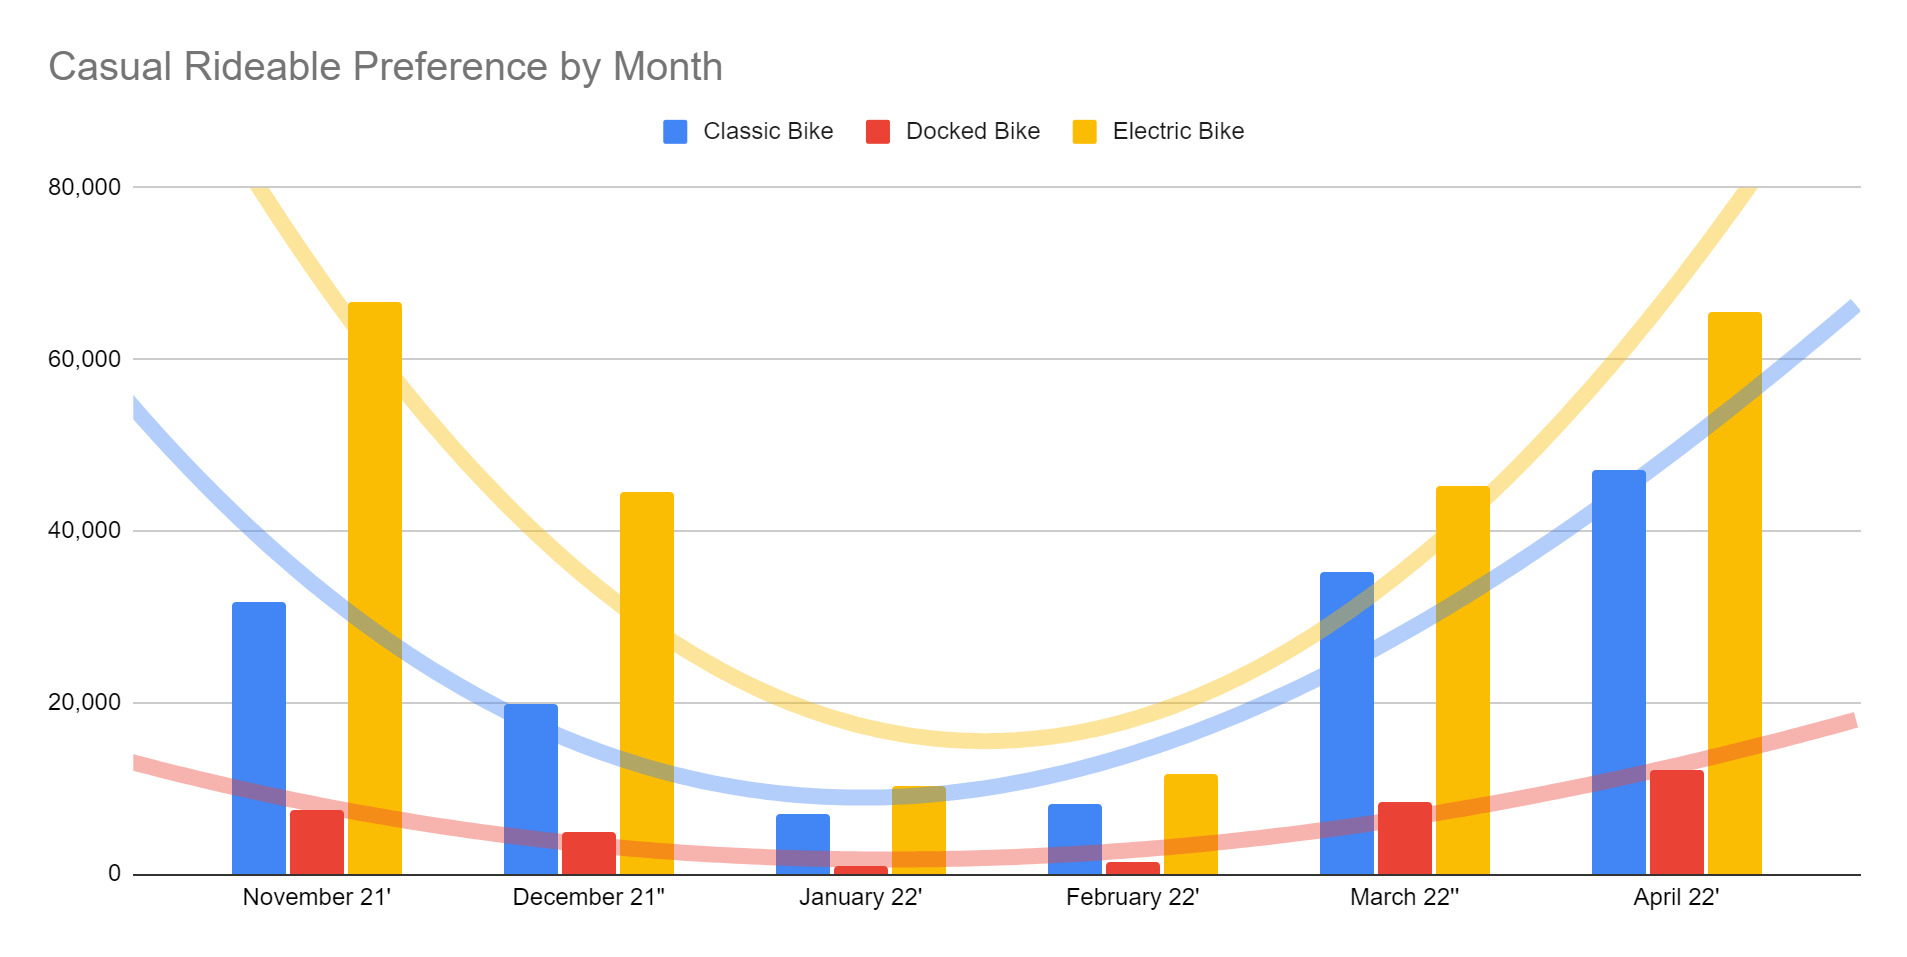 Casual Rideable Preference by Month
Classic Bike Docked Bike Electric Bike
80,000
60,000
40,000
20,000
0
November 21' December 21" January 22' February 22' March 22" April 22'